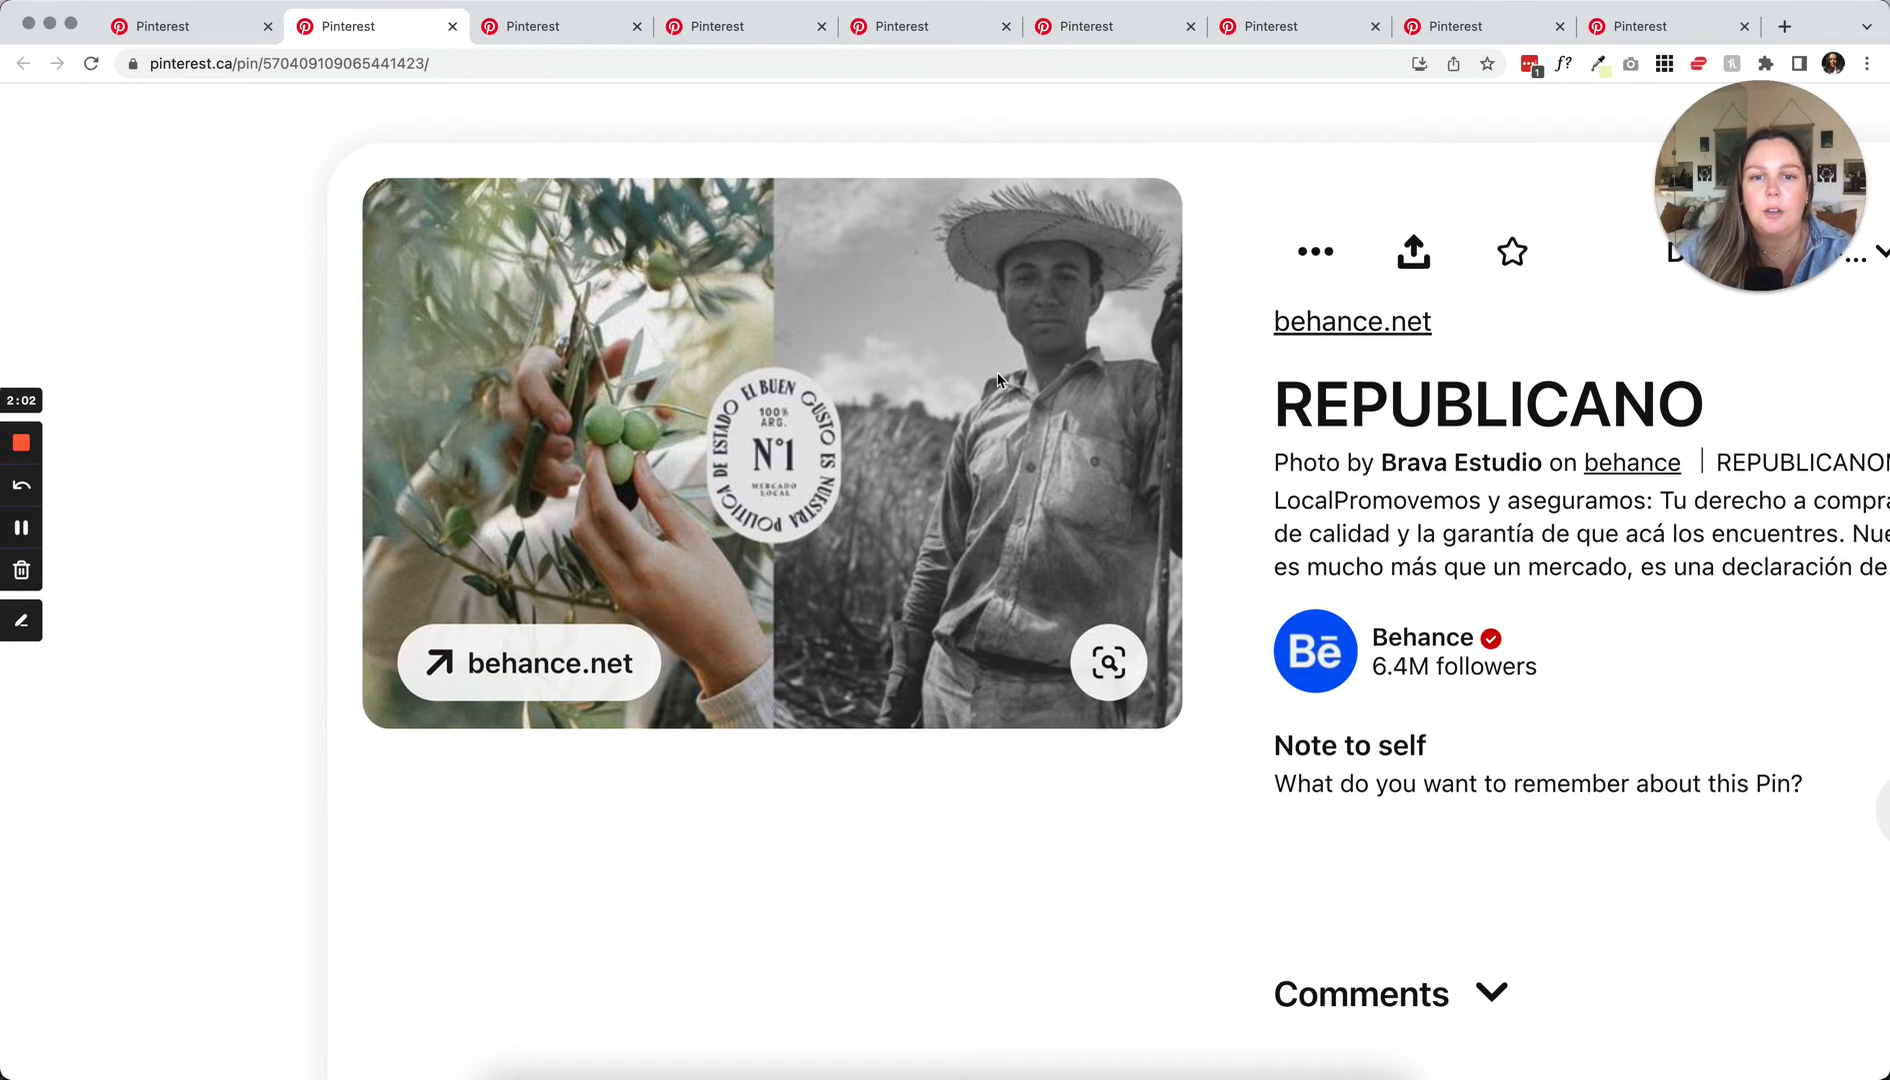 Pinterest
Pinterest
Pinterest
Pinterest
Pinterest
Pinterest
Pinterest
Pinterest
Pinterest
pinterest.ca/pin/570409109065441423/
1
f?
2:02
EL BUEN GUSTO ES NUESTRA POLITICA DE ESTADO
100%
ARG.
N°1
MERCADO
LOCAL
behance.net
behance.net
REPUBLICANO
Photo by Brava Estudio on behance | REPUBLICANO
LocalPromovemos y aseguramos: Tu derecho a compra
de calidad y la garantía de que acá los encuentres. Nue
es mucho más que un mercado, es una declaración de
Bē
Behance
6.4M followers
Note to self
What do you want to remember about this Pin?
Comments